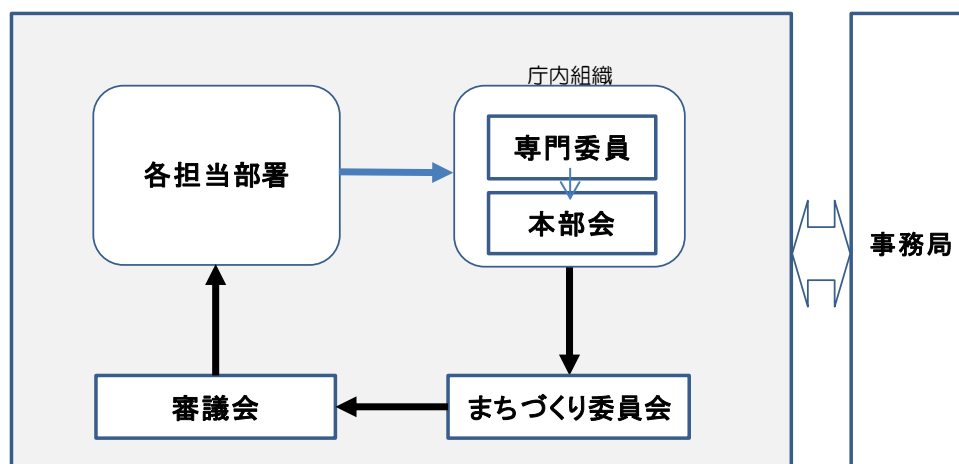 庁内組織
各担当部署
専門委員
本部会
事務局
審議会
まちづくり委員会